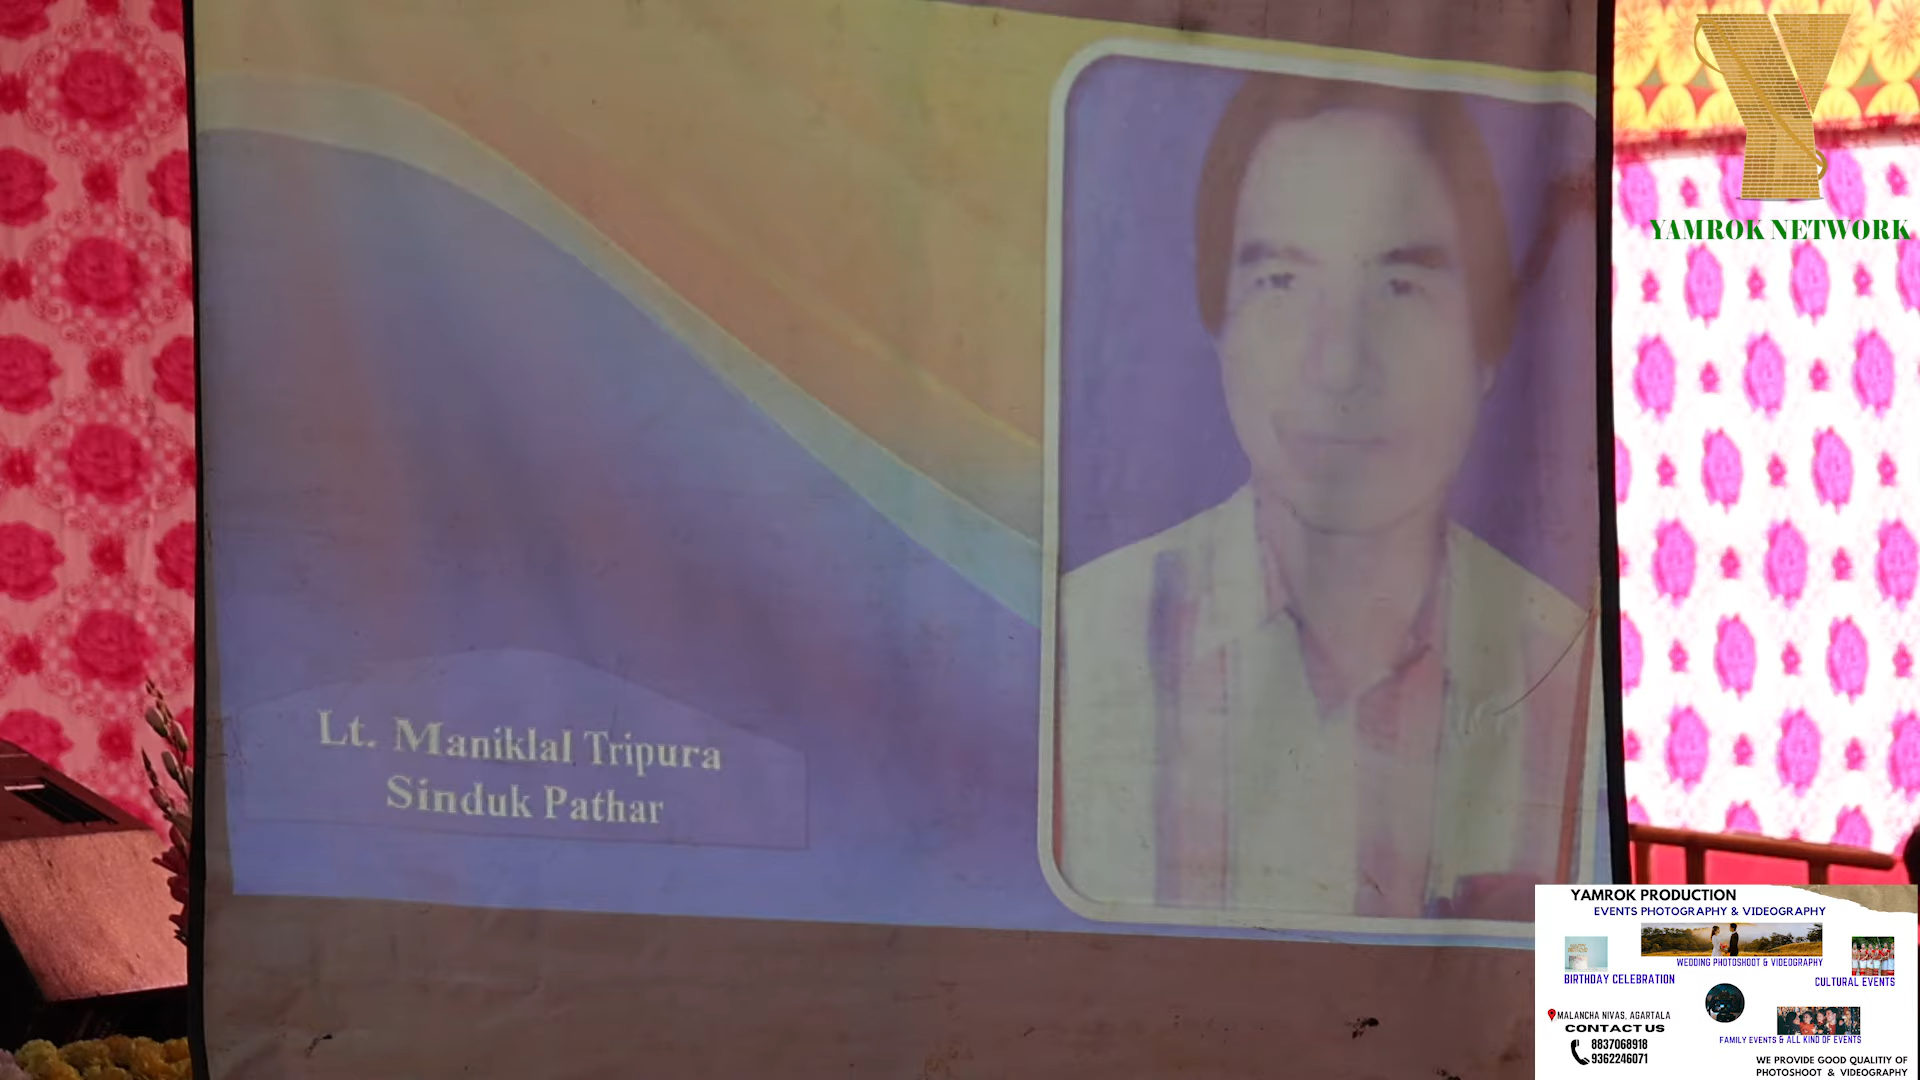 YAMROK NETWORK
Lt. Maniklal Tripura
Sinduk Pathar
YAMROK PRODUCTION
EVENTS PHOTOGRAPHY & VIDEOGRAPHY
WEDDING PHOTOSHOOT & VIDEOGRAPHY
BIRTHDAY CELEBRATION
CULTURAL EVENTS
MALANCHA NIVAS, AGARTALA
CONTACT US
8837068918
9362246071
FAMILY EVENTS & ALL KIND OF EVENTS
WE PROVIDE GOOD QUALITIY OF
PHOTOSHOOT & VIDEOGRAPHY